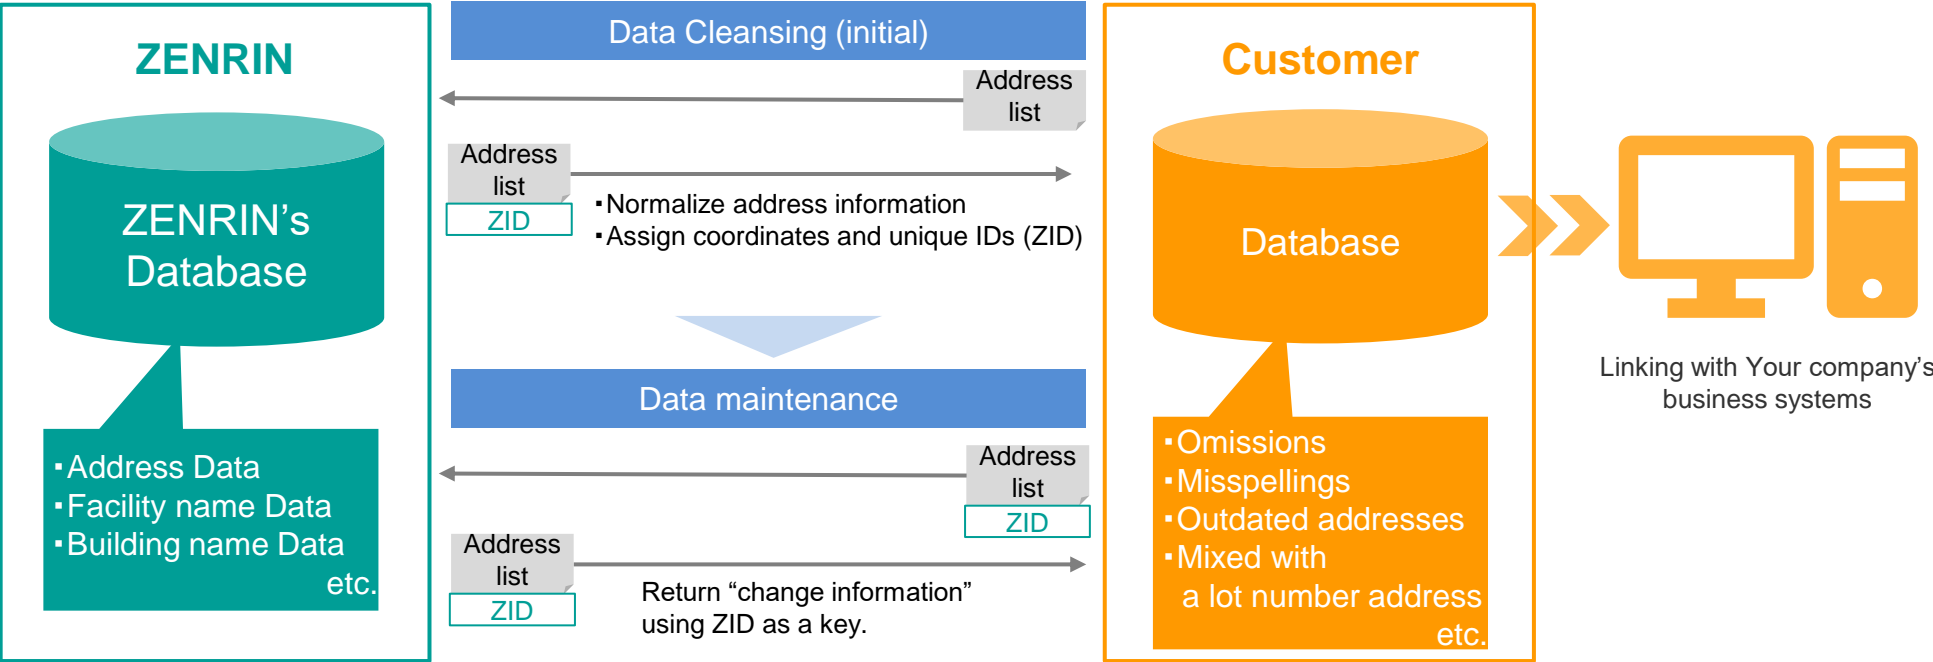 ZENRIN
ZENRIN’s
Database
▪Address Data
▪Facility name Data
▪Building name Data
etc.
Data Cleansing (initial)
Address
list
Address
list
ZID
▪Normalize address information
▪Assign coordinates and unique IDs (ZID)
Data maintenance
Address
list
ZID
Address
list
ZID
Return “change information”
using ZID as a key.
Customer
Database
▪Omissions
▪Misspellings
▪Outdated addresses
▪Mixed with
a lot number address
etc.
Linking with Your company’s
business systems